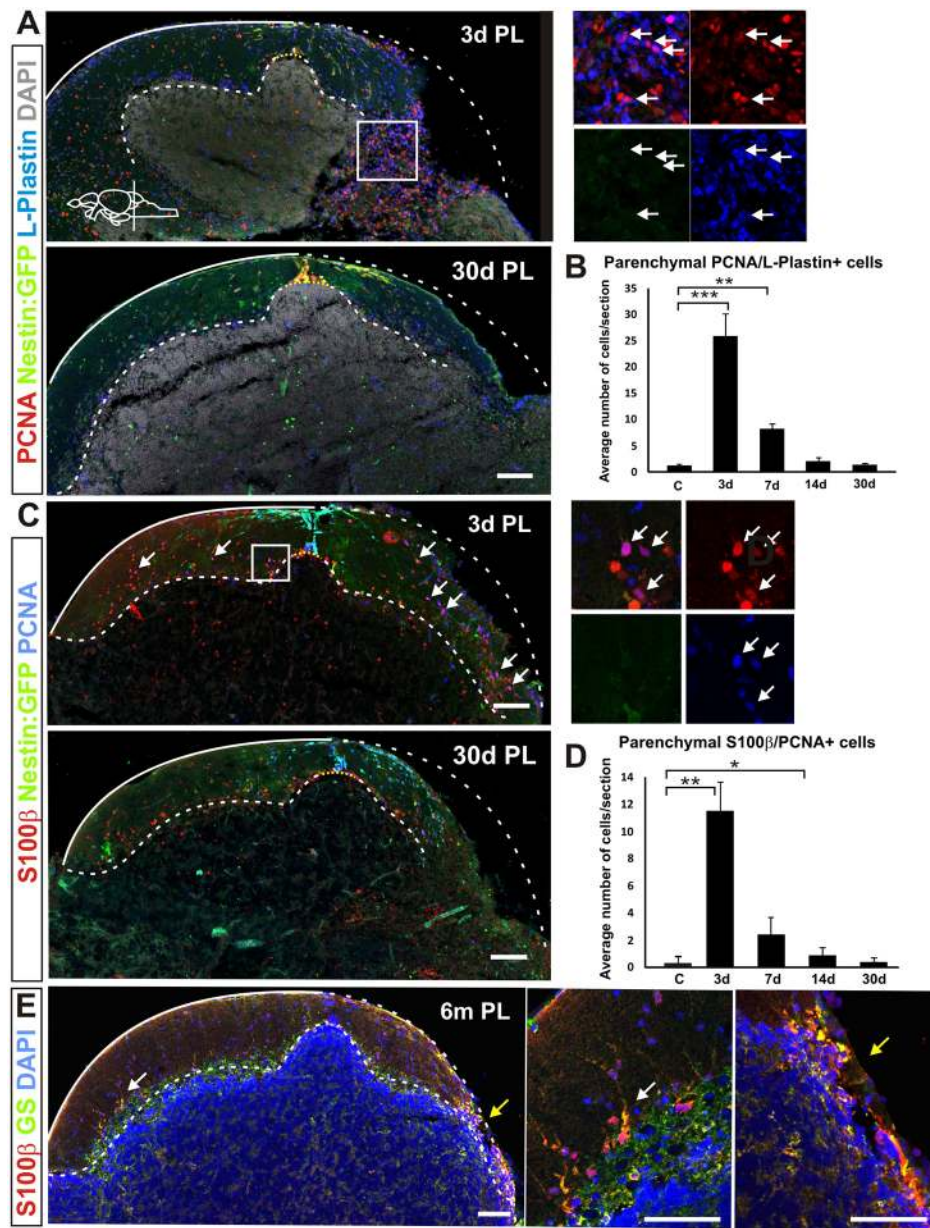 A
3d PL
PCNA Nestin:GFP L-Plastin DAPI
30d PL
B
Parenchymal PCNA/L-Plastin+ cells
Average number of cells/section
35
30
25
20
15
10
5
0
***
**
C 3d 7d 14d 30d
C
3d PL
S100β Nestin:GFP PCNA
30d PL
D
D
Parenchymal S100β/PCNA+ cells
Average number of cells/section
14
12
10
8
6
4
2
0
**
*
C 3d 7d 14d 30d
E
6m PL
S100β GS DAPI